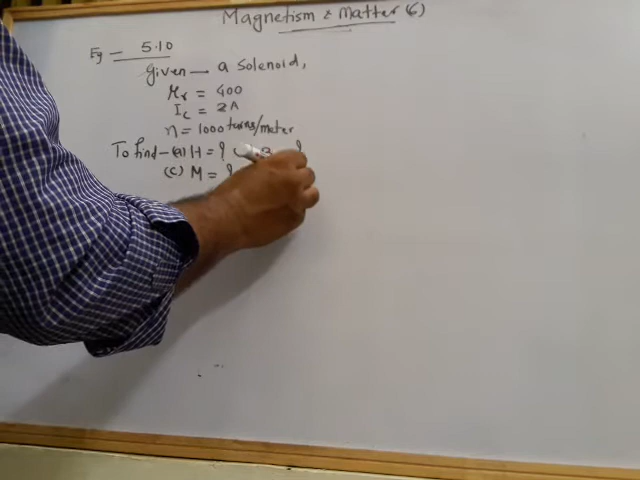 Magnetism & Matter (6)
Eg - 5.10
given - a solenoid,
μr = 400
Ic = 2A
n = 1000 turns/meter
To find - (a) H = ?
(c) M = ?